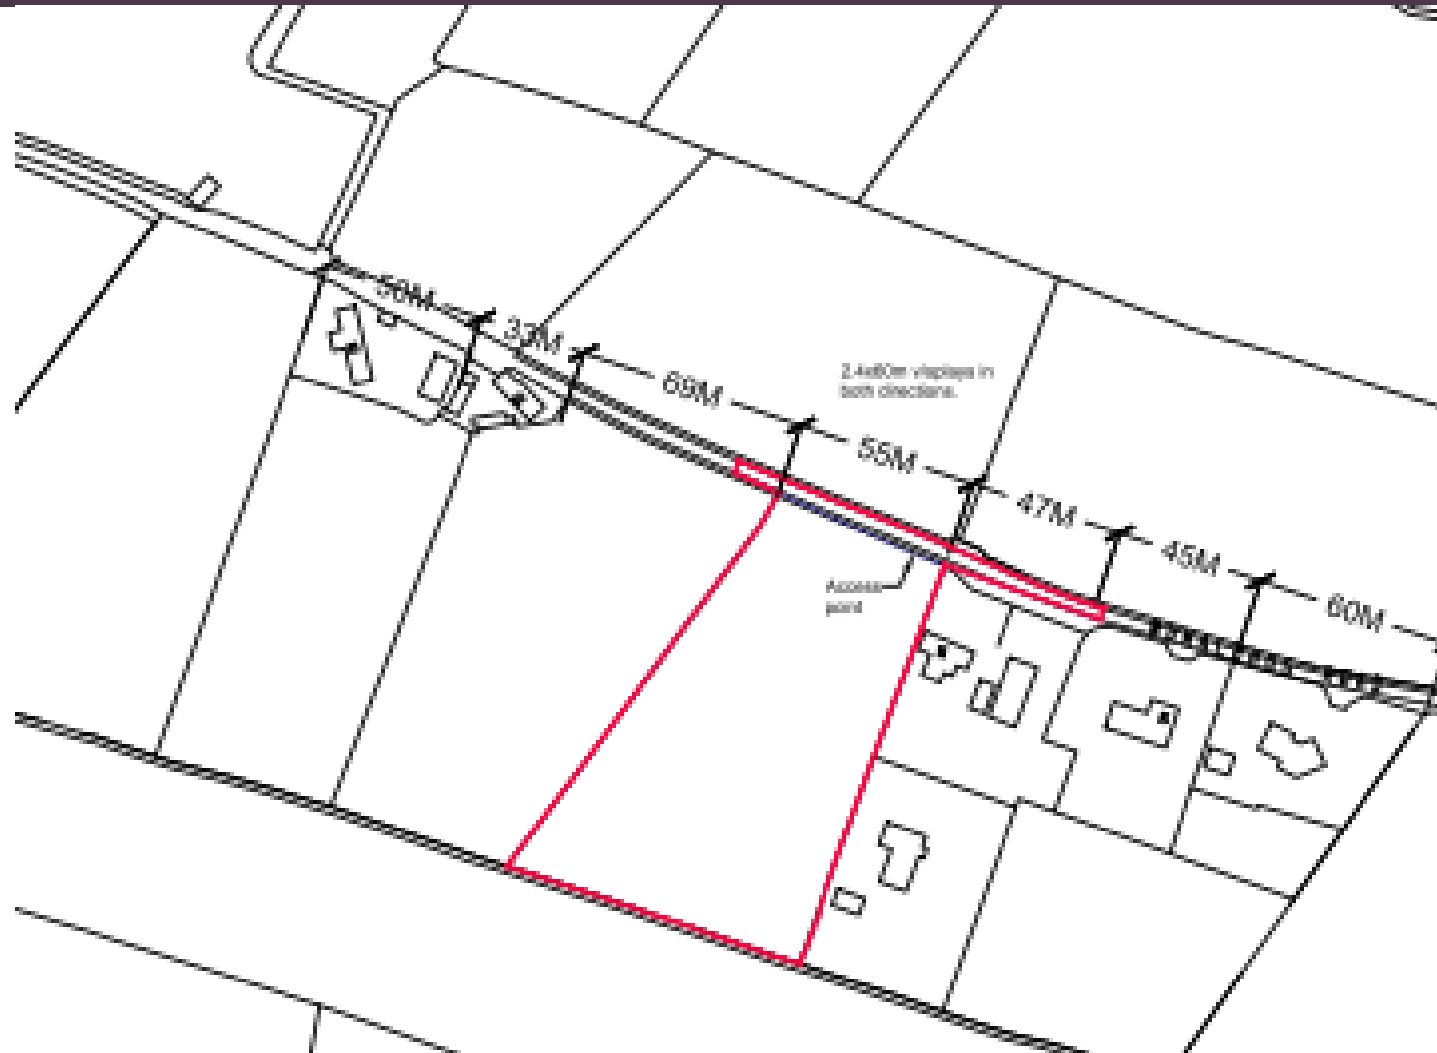 50M
33M
69M
2.4x60m visplays in
both directions.
55M
47M
45M
60M
Access
point